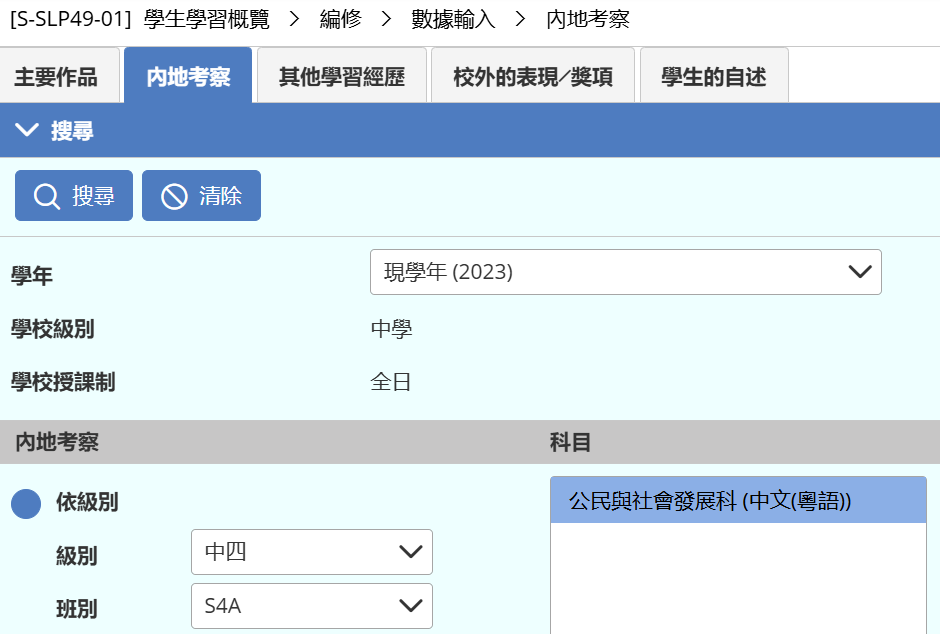 [S-SLP49-01] 學生學習概覽 > 編修 > 數據輸入 > 內地考察
主要作品 內地考察 其他學習經歷 校外的表現/獎項 學生的自述
搜尋
搜尋 清除
學年 現學年 (2023)
學校級別 中學
學校授課制 全日
內地考察 科目
依級別 公民與社會發展科 (中文(粵語))
級別 中四
班別 S4A